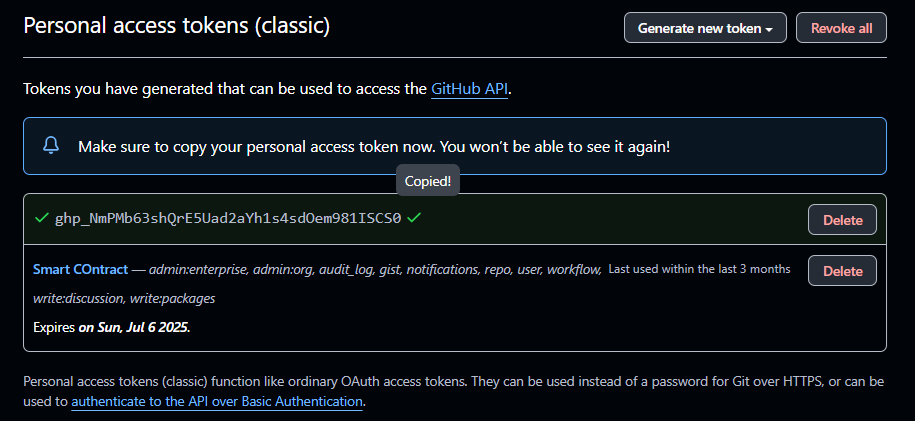 Personal access tokens (classic)
Generate new token
Revoke all
Tokens you have generated that can be used to access the GitHub API.
Make sure to copy your personal access token now. You won't be able to see it again!
Copied!
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
Delete
Smart COntract — admin:enterprise, admin:org, audit_log, gist, notifications, repo, user, workflow,
Last used within the last 3 months
Delete
write:discussion, write:packages
Expires on Sun, Jul 6 2025.
Personal access tokens (classic) function like ordinary OAuth access tokens. They can be used instead of a password for Git over HTTPS, or can be
used to authenticate to the API over Basic Authentication.